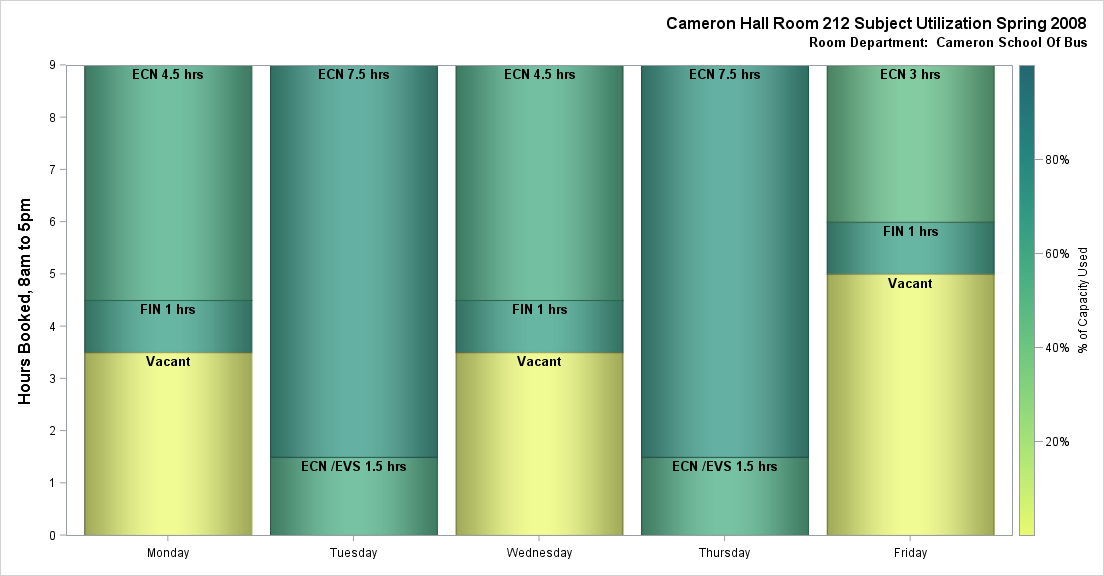 Cameron Hall Room 212 Subject Utilization Spring 2008
Room Department:  Cameron School Of Bus
Hours Booked, 8am to 5pm
9
8
7
6
5
4
3
2
1
0
ECN 4.5 hrs
FIN 1 hrs
Vacant
ECN 7.5 hrs
ECN /EVS 1.5 hrs
ECN 4.5 hrs
FIN 1 hrs
Vacant
ECN 7.5 hrs
ECN /EVS 1.5 hrs
ECN 3 hrs
FIN 1 hrs
Vacant
Monday
Tuesday
Wednesday
Thursday
Friday
80%
60%
40%
20%
% of Capacity Used